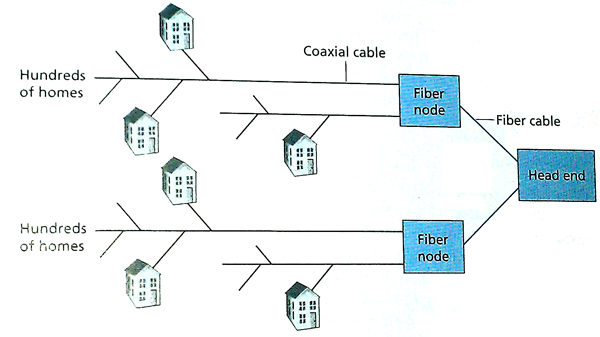 Coaxial cable
Hundreds
of homes
Fiber
node
Fiber cable
Head end
Hundreds
of homes
Fiber
node